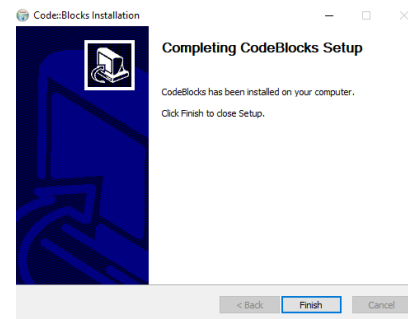 Code::Blocks Installation
Completing CodeBlocks Setup
CodeBlocks has been installed on your computer.
Click Finish to close Setup.
< Back Finish Cancel